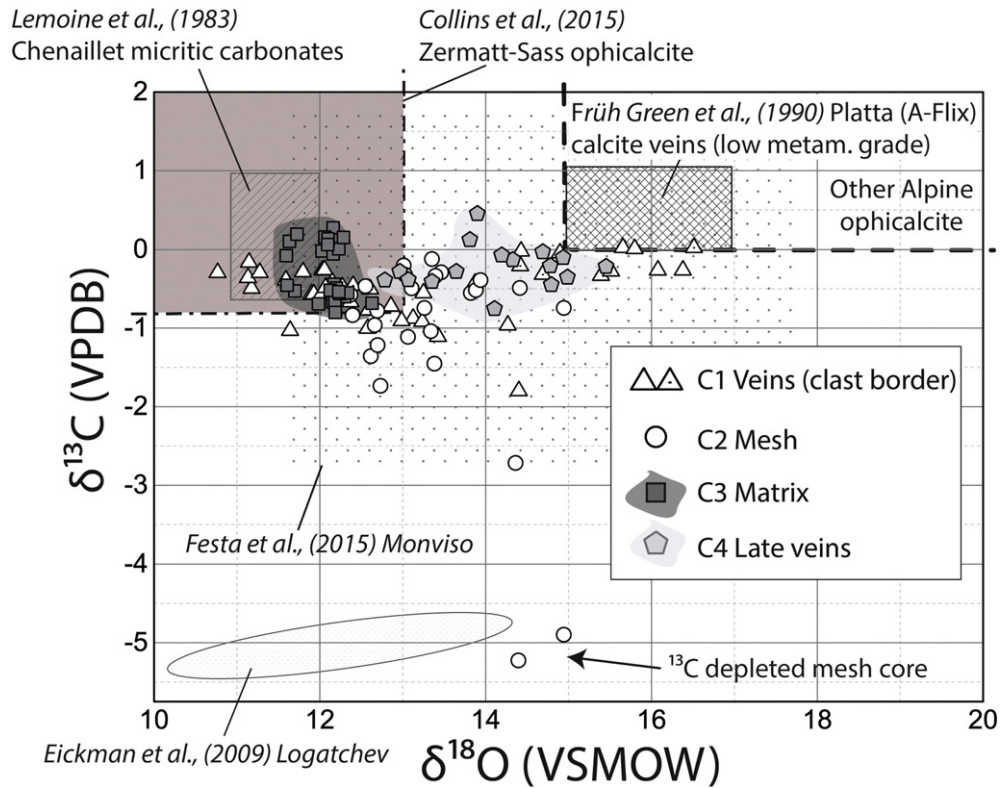 Lemoine et al., (1983)
Chenaillet micritic carbonates
Collins et al., (2015)
Zermatt-Sass ophicalcite
Früh Green et al., (1990) Platta (A-Flix)
calcite veins (low metam. grade)
Other Alpine
ophicalcite
2
1
0
-1
-2
-3
-4
-5
δ¹³C (VPDB)
C1 Veins (clast border)
C2 Mesh
C3 Matrix
C4 Late veins
Festa et al., (2015) Monviso
¹³C depleted mesh core
10 12 14 16 18 20
Eickman et al., (2009) Logatchev
δ¹⁸O (VSMOW)